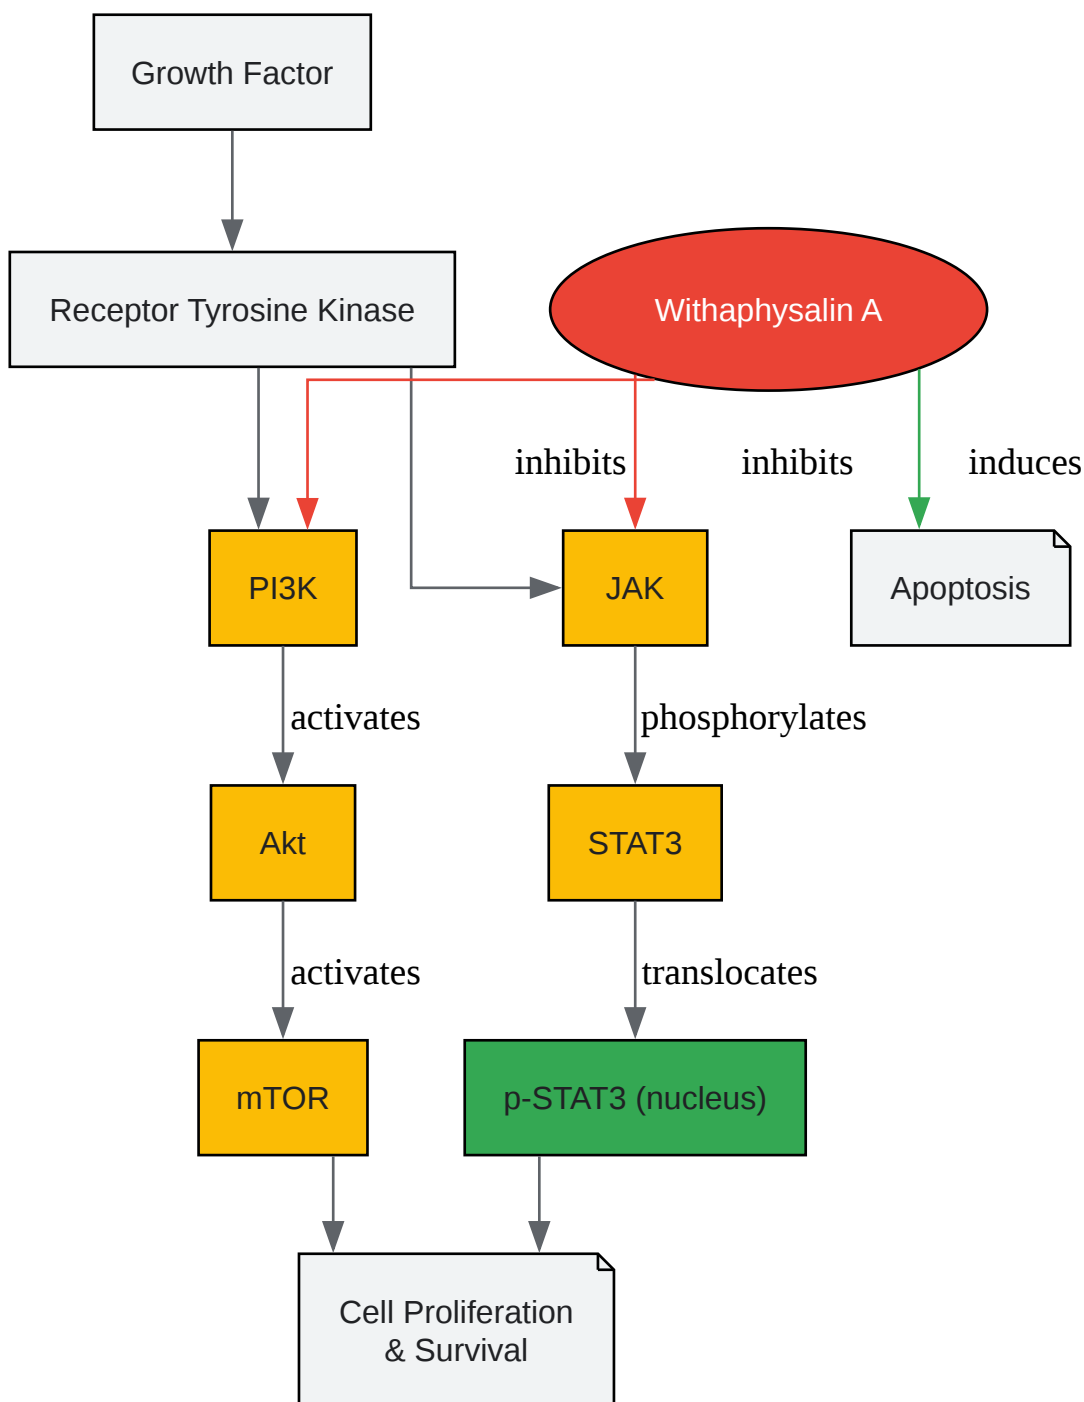 Growth Factor
Receptor Tyrosine Kinase
Withaphysalin A
inhibits
inhibits
induces
PI3K
JAK
Apoptosis
activates
phosphorylates
Akt
STAT3
activates
translocates
mTOR
p-STAT3 (nucleus)
Cell Proliferation
& Survival